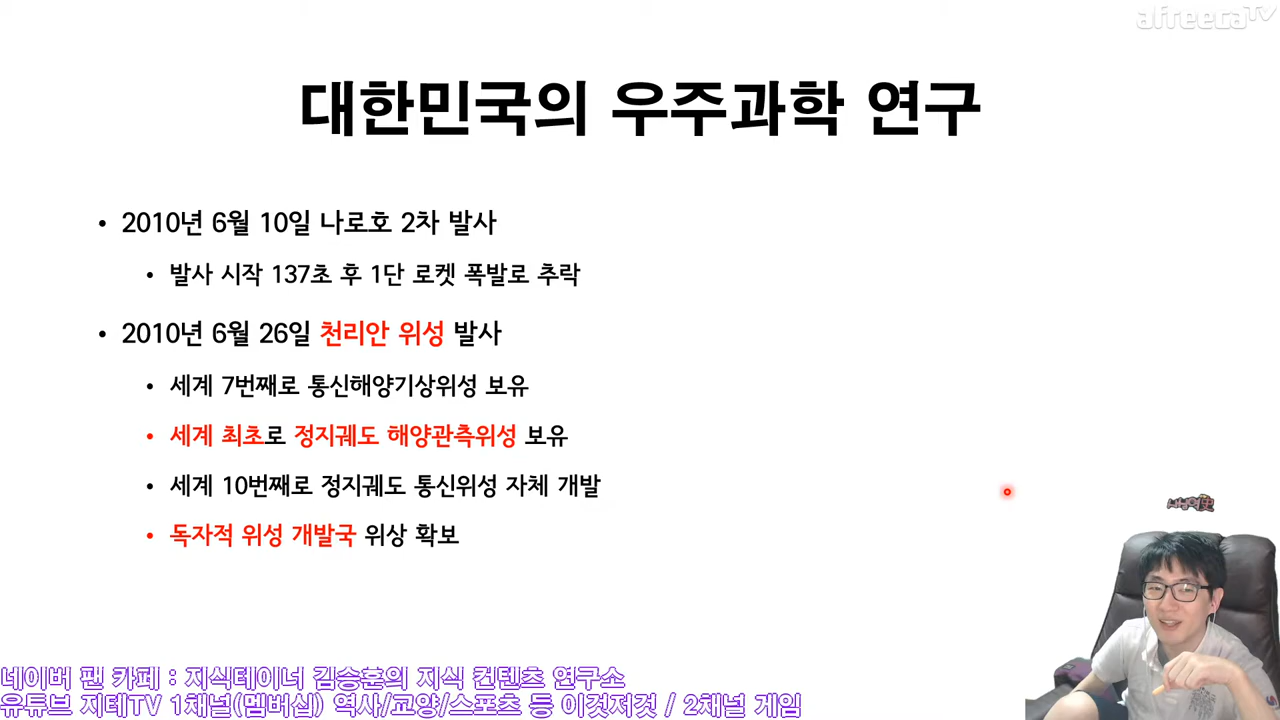 afreecaTV
대한민국의 우주과학 연구
• 2010년 6월 10일 나로호 2차 발사
• 발사 시작 137초 후 1단 로켓 폭발로 추락
• 2010년 6월 26일 천리안 위성 발사
• 세계 7번째로 통신해양기상위성 보유
• 세계 최초로 정지궤도 해양관측위성 보유
• 세계 10번째로 정지궤도 통신위성 자체 개발
• 독자적 위성 개발국 위상 확보
네이버 팬 카페 : 지식테이너 김승훈의 지식 컨텐츠 연구소
유튜브 지테TV 1채널(멤버십) 역사/교양/스포츠 등 이것저것 / 2채널 게임